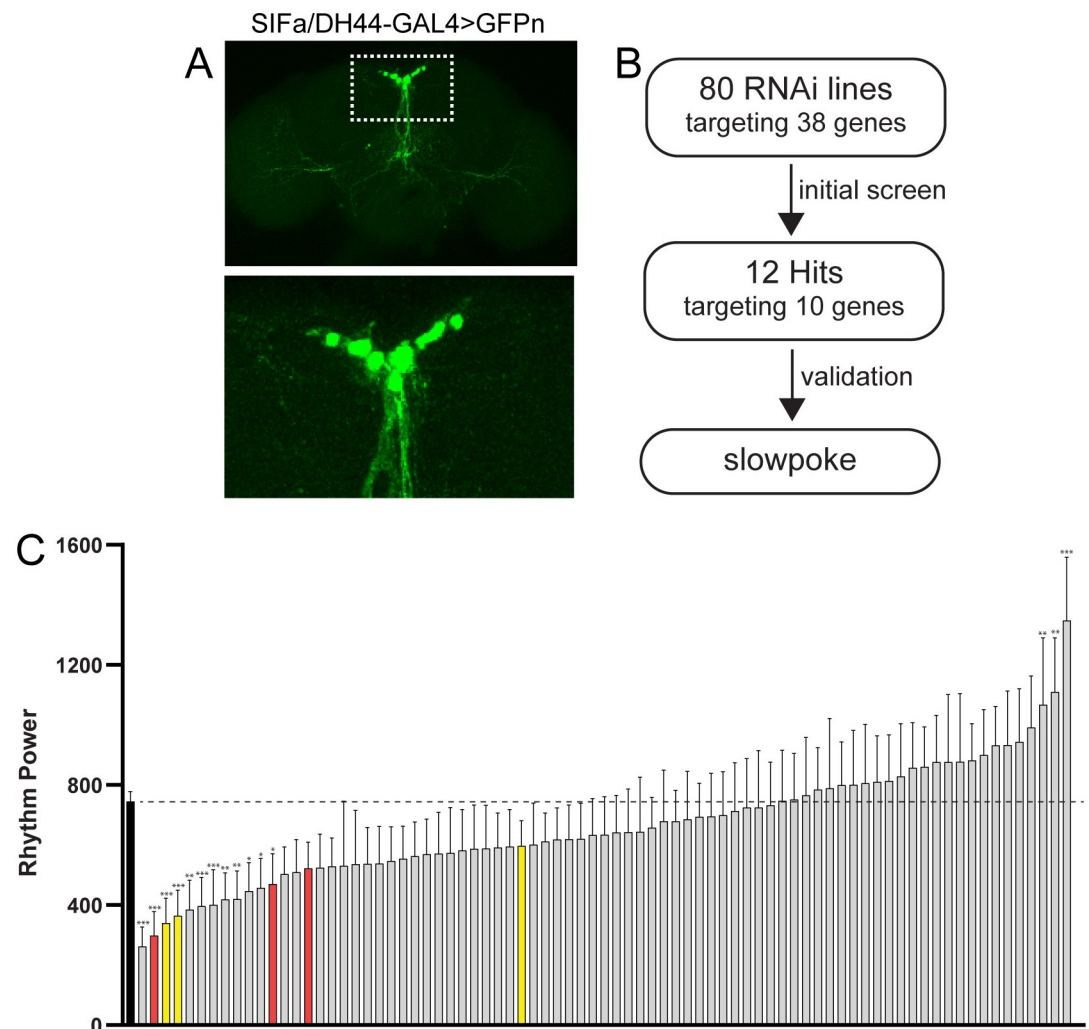 SIFa/DH44-GAL4>GFPn
A
B
80 RNAi lines
targeting 38 genes
initial screen
12 Hits
targeting 10 genes
validation
slowpoke
C
1600
1200
800
400
0
Rhythm Power
*** *** *** *** ** *** *** ** ** * * * ** ** ***